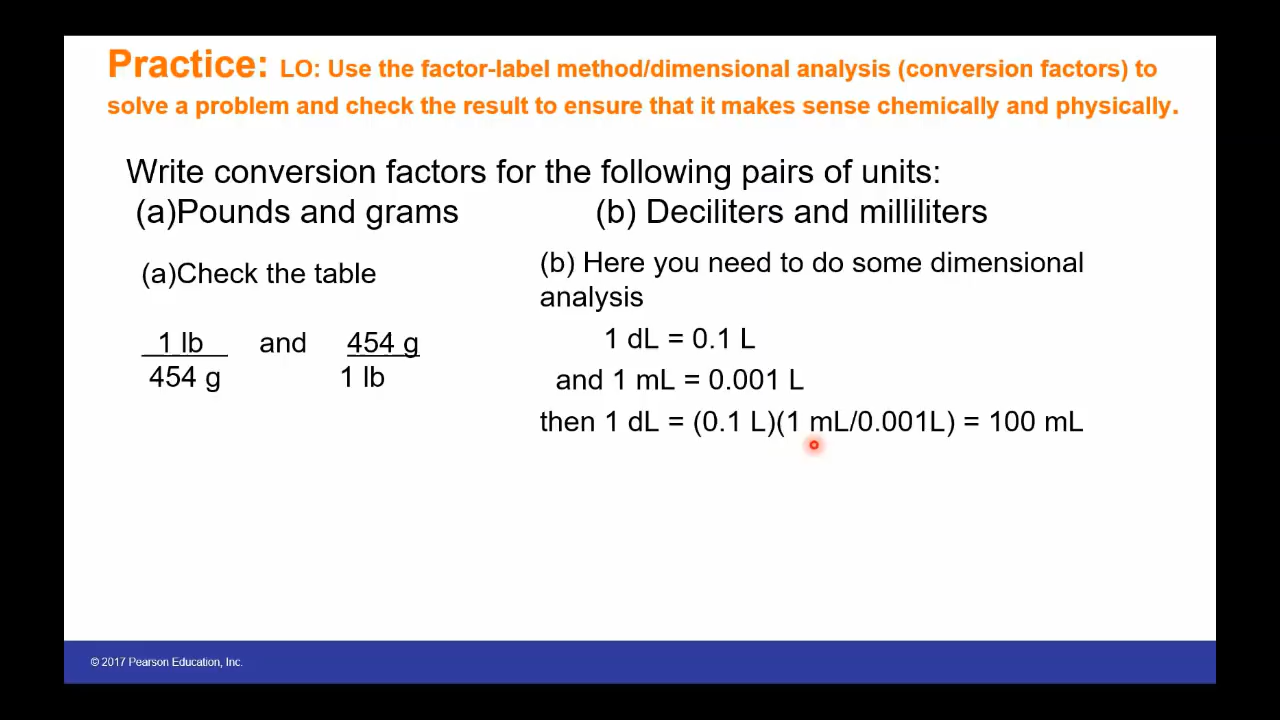 Practice: LO: Use the factor-label method/dimensional analysis (conversion factors) to
solve a problem and check the result to ensure that it makes sense chemically and physically.
Write conversion factors for the following pairs of units:
(a)Pounds and grams (b) Deciliters and milliliters
(a)Check the table
1 lb and 454 g
454 g 1 lb
(b) Here you need to do some dimensional
analysis
1 dL = 0.1 L
and 1 mL = 0.001 L
then 1 dL = (0.1 L)(1 mL/0.001L) = 100 mL
© 2017 Pearson Education, Inc.